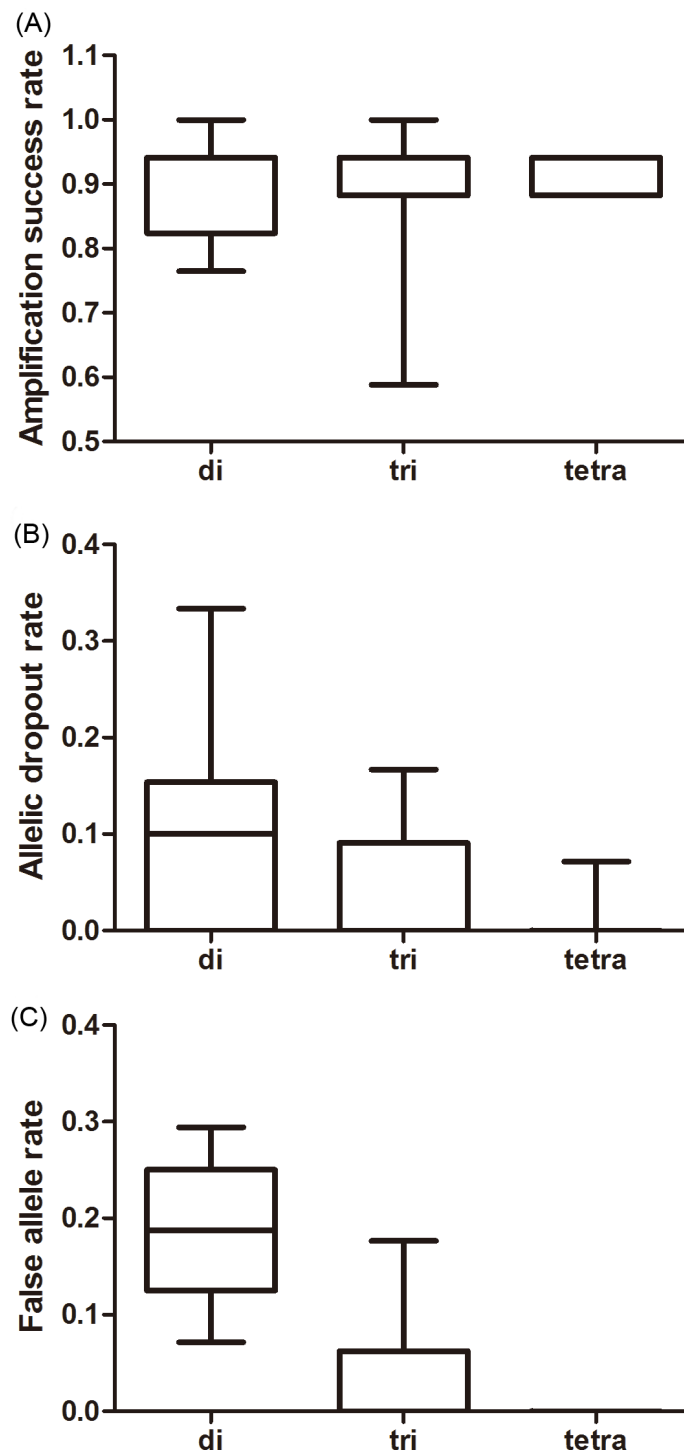 (A)
Amplification success rate
1.1
1.0
0.9
0.8
0.7
0.6
0.5
di tri tetra
(B)
Allelic dropout rate
0.4
0.3
0.2
0.1
0.0
di tri tetra
(C)
False allele rate
0.4
0.3
0.2
0.1
0.0
di tri tetra